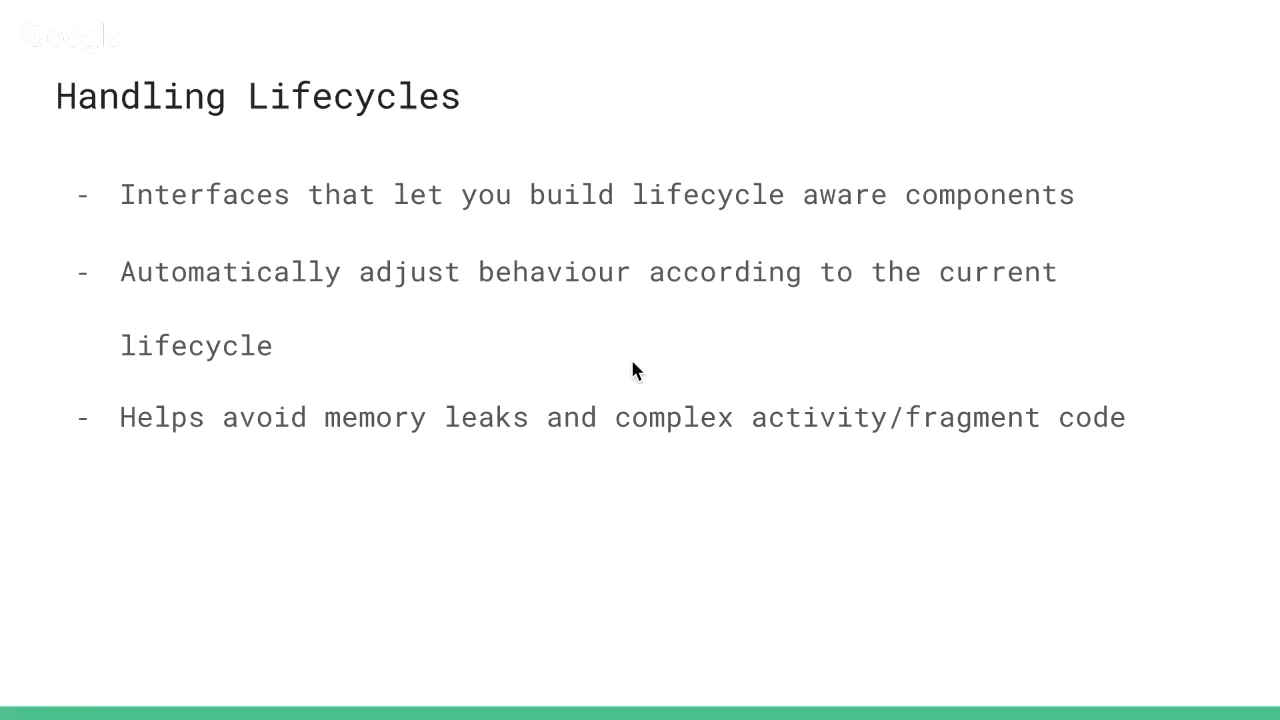 Google
Handling Lifecycles
- Interfaces that let you build lifecycle aware components
- Automatically adjust behaviour according to the current
lifecycle
- Helps avoid memory leaks and complex activity/fragment code